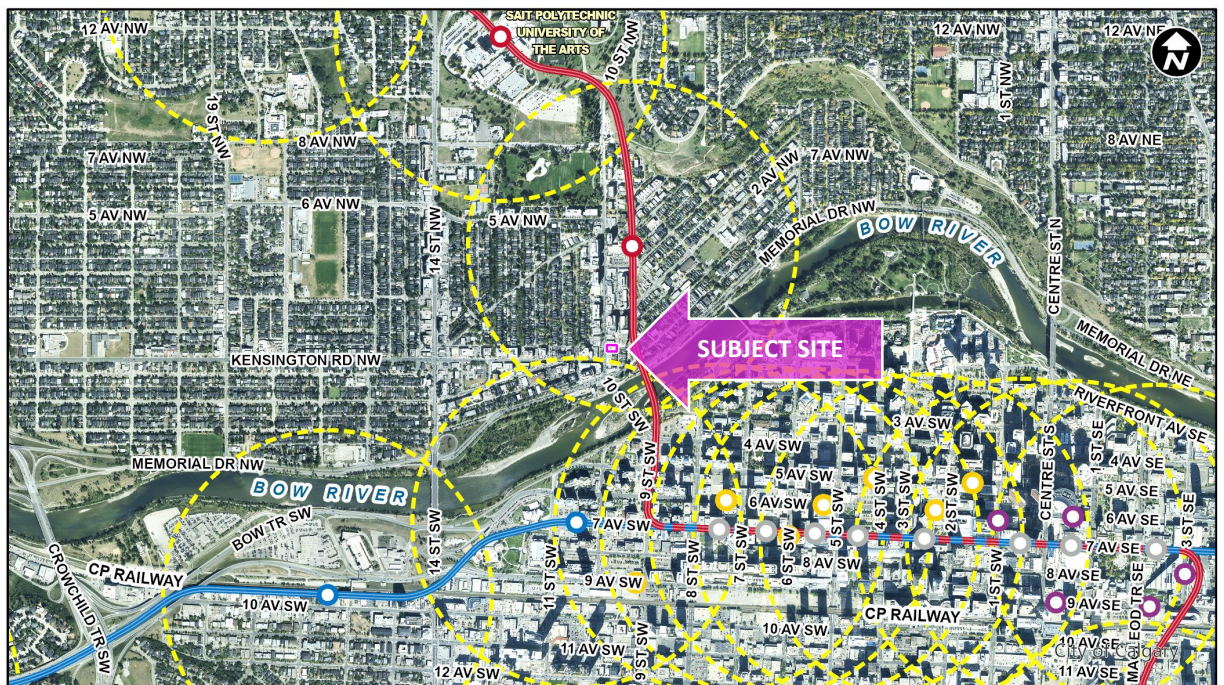 SAIT POLYTECHNIC
UNIVERSITY OF
THE ARTS
12 AV NW
10 ST NW
12 AV NW
12 AV NE
N
19 ST NW
1 ST NW
8 AV NW
8 AV NE
7 AV NW
7 AV NW
2 AV NW
5 AV NW
6 AV NW
5 AV NW
14 ST NW
MEMORIAL DR NW
BOW RIVER
CENTRE ST N
SUBJECT SITE
KENSINGTON RD NW
MEMORIAL DR NE
10 ST SW
RIVERFRONT AV SE
3 AV SW
4 AV SW
9 ST SW
CENTRE ST S
1 ST SE
4 AV SE
MEMORIAL DR NW
BOW RIVER
5 AV SW
4 ST SW
3 ST SW
2 ST SW
5 AV SE
6 AV SW
5 ST SW
6 AV SE
3 ST SE
BOW TR SW
14 ST SW
7 AV SW
7 AV SE
CROWCHILD TR SW
CP RAILWAY
11 ST SW
8 ST SW
7 ST SW
6 ST SW
8 AV SW
1 ST SW
8 AV SE
9 AV SW
10 AV SW
CP RAILWAY
9 AV SE
MACLEOD TR SE
10 AV SW
10 AV SE
11 AV SW
9 ST SW
City of Calgary
12 AV SW
11 AV SE